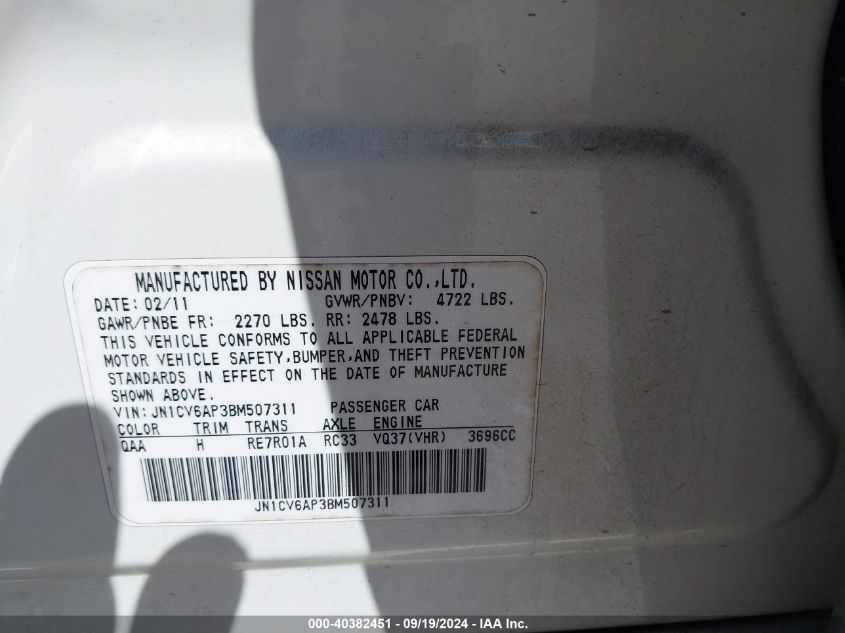 MANUFACTURED BY NISSAN MOTOR CO.,LTD.
DATE: 02/11 GVWR/PNBV: 4722 LBS.
GAWR/PNBE FR: 2270 LBS. RR: 2478 LBS.
THIS VEHICLE CONFORMS TO ALL APPLICABLE FEDERAL
MOTOR VEHICLE SAFETY,BUMPER,AND THEFT PREVENTION
STANDARDS IN EFFECT ON THE DATE OF MANUFACTURE
SHOWN ABOVE.
VIN: JN1CV6AP3BM507311 PASSENGER CAR
COLOR TRIM TRANS AXLE ENGINE
QAA H RE7R01A RC33 VQ37(VHR) 3696CC
JN1CV6AP3BM507311
000-40382451 - 09/19/2024 - IAA Inc.